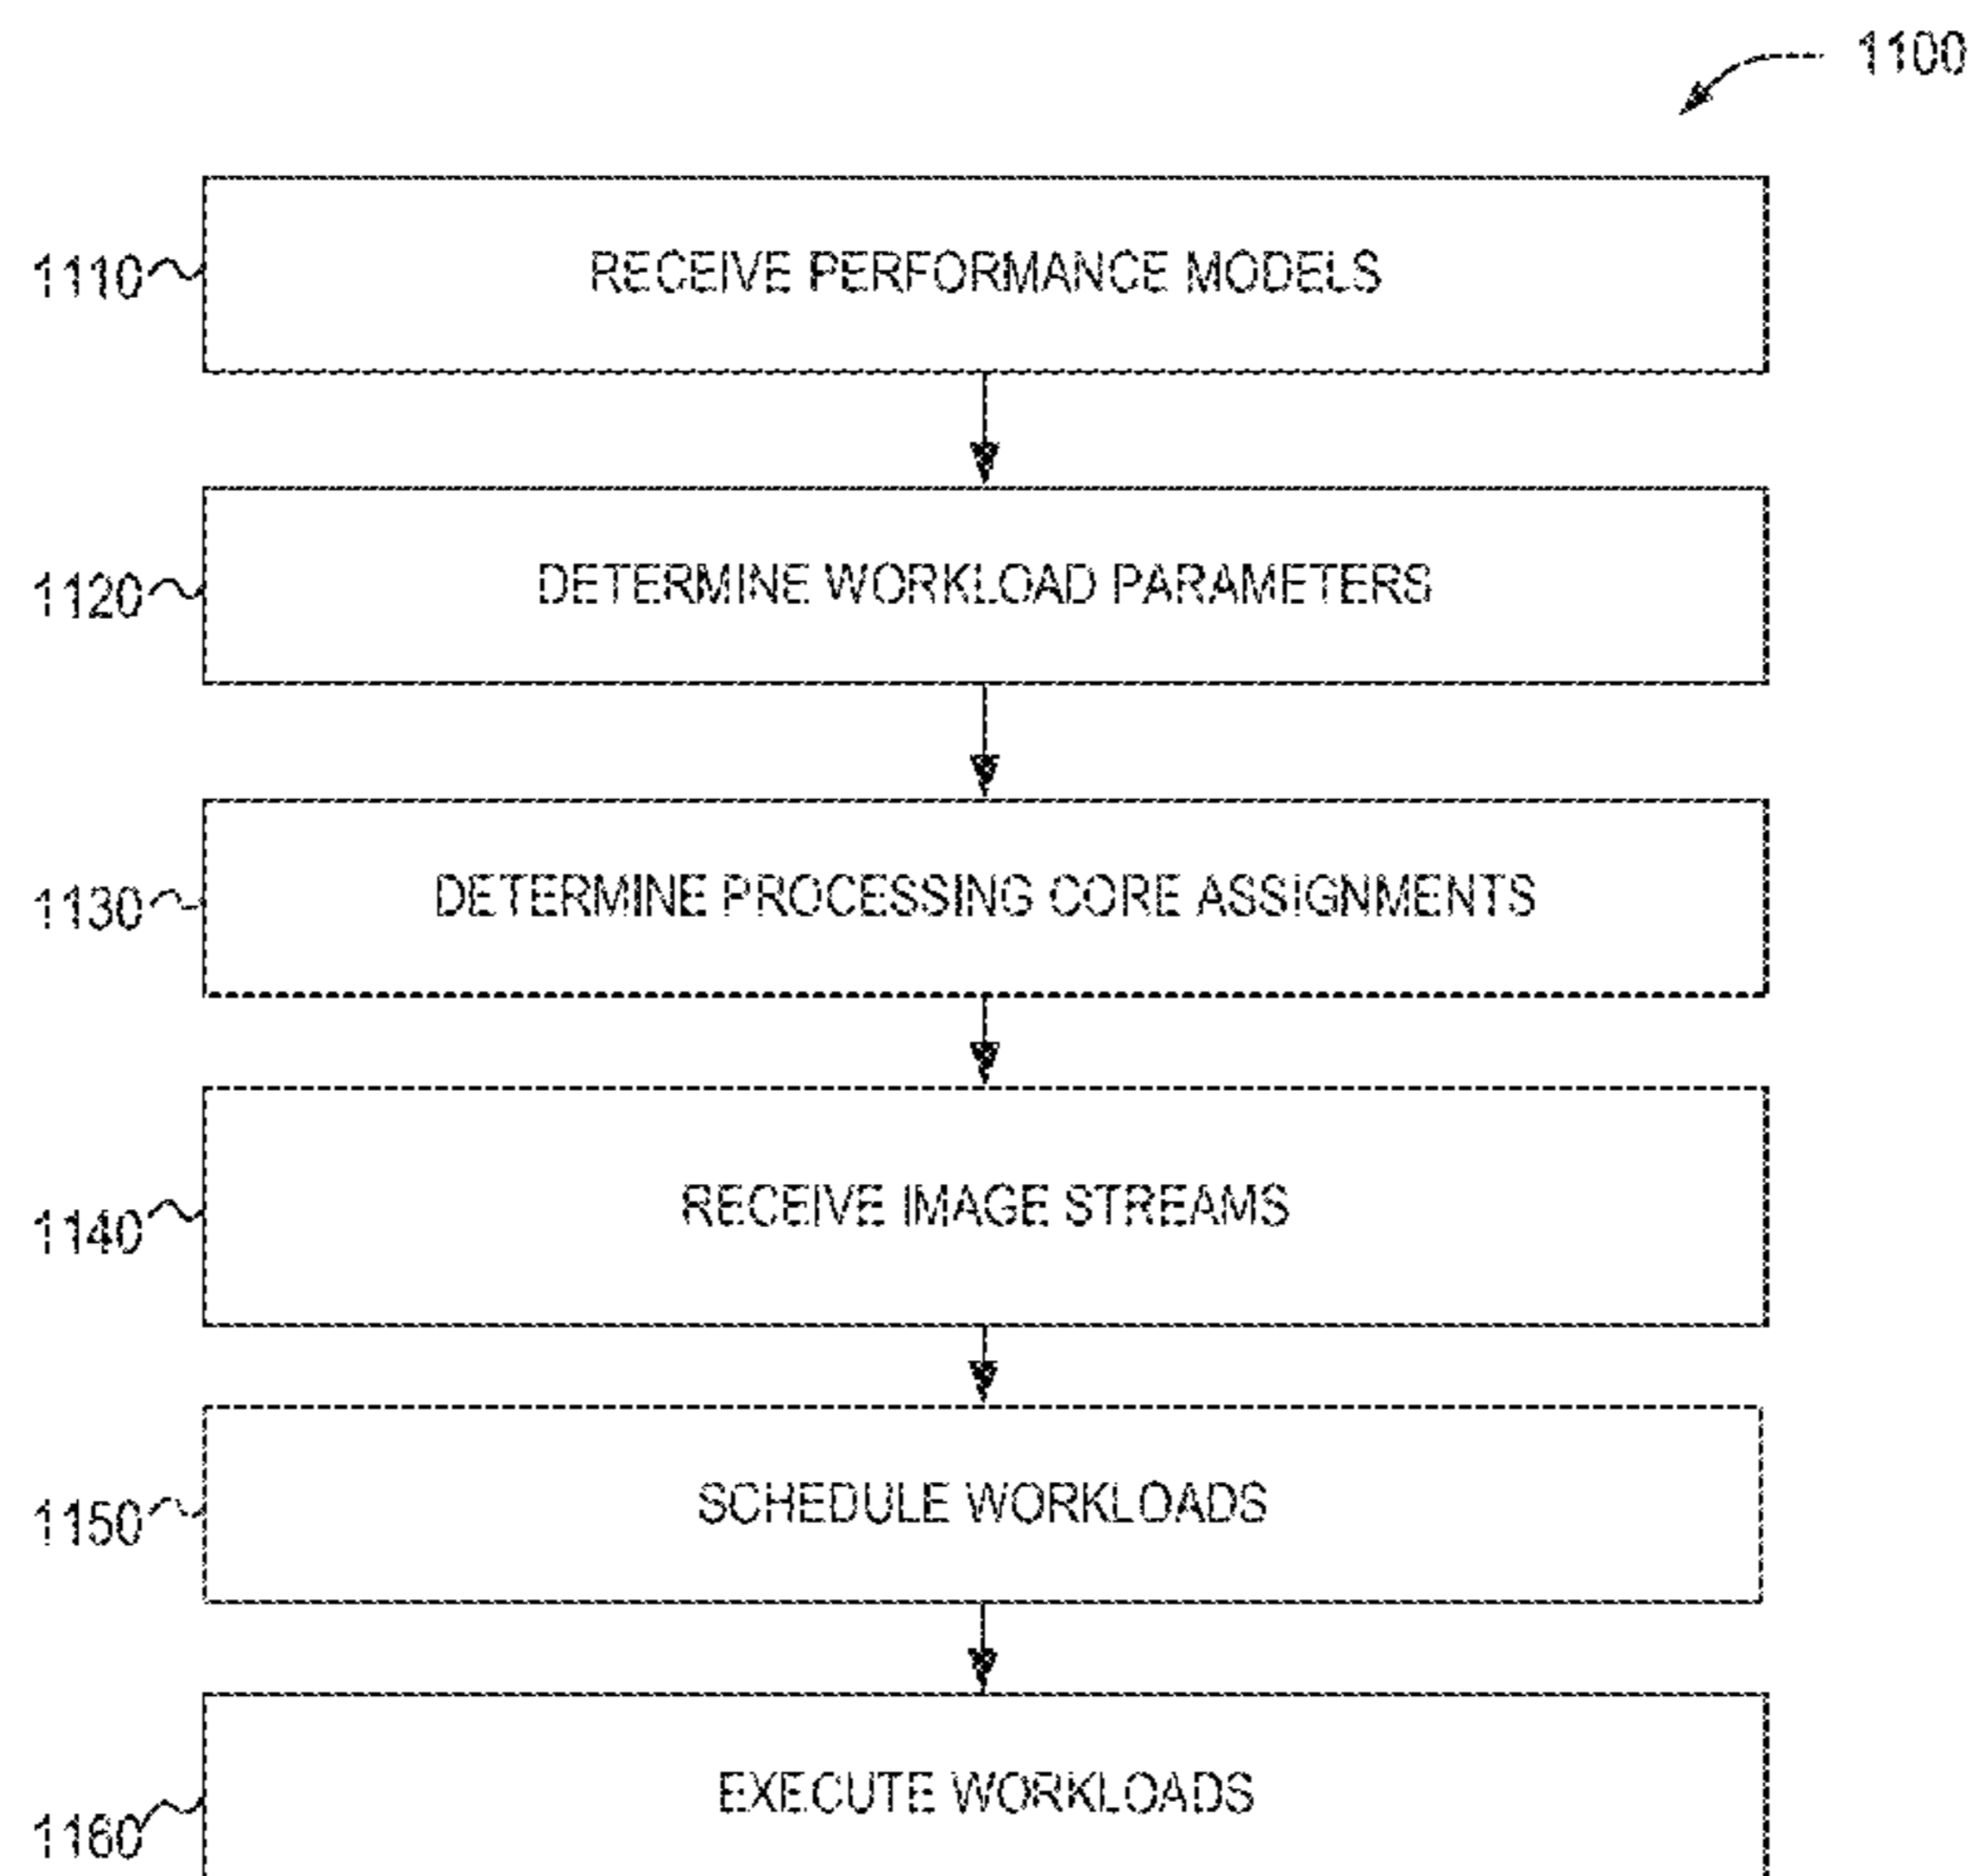 1100
1110 RECEIVE PERFORMANCE MODELS
1120 DETERMINE WORKLOAD PARAMETERS
1130 DETERMINE PROCESSING CORE ASSIGNMENTS
1140 RECEIVE IMAGE STREAMS
1150 SCHEDULE WORKLOADS
1160 EXECUTE WORKLOADS